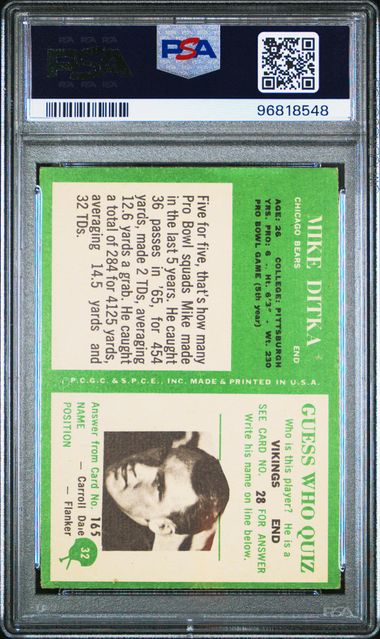 PSA
PSA
96818548
MIKE DITKA
CHICAGO BEARS END
AGE: 26 COLLEGE: PITTSBURGH
YRS. PRO: 6 . Ht. 6'3" . Wt. 230
PRO BOWL GAME (5th year)
Five for five, that's how many
Pro Bowl squads Mike made
in the last 5 years. He caught
36 passes in '65, for 454
yards, made 2 TDs, averaging
12.6 yards a grab. He caught
a total of 284 for 4125 yards,
averaging 14.5 yards and
32 TDs.
P.C.G.C. & S.P.C.E., INC. MADE & PRINTED IN U.S.A.
GUESS WHO QUIZ
Who is this player? He is a
VIKINGS END
SEE CARD NO. 28 FOR ANSWER
Write his name on line below.
Answer from Card No. 165
NAME — Carroll Dale
POSITION — Flanker
32